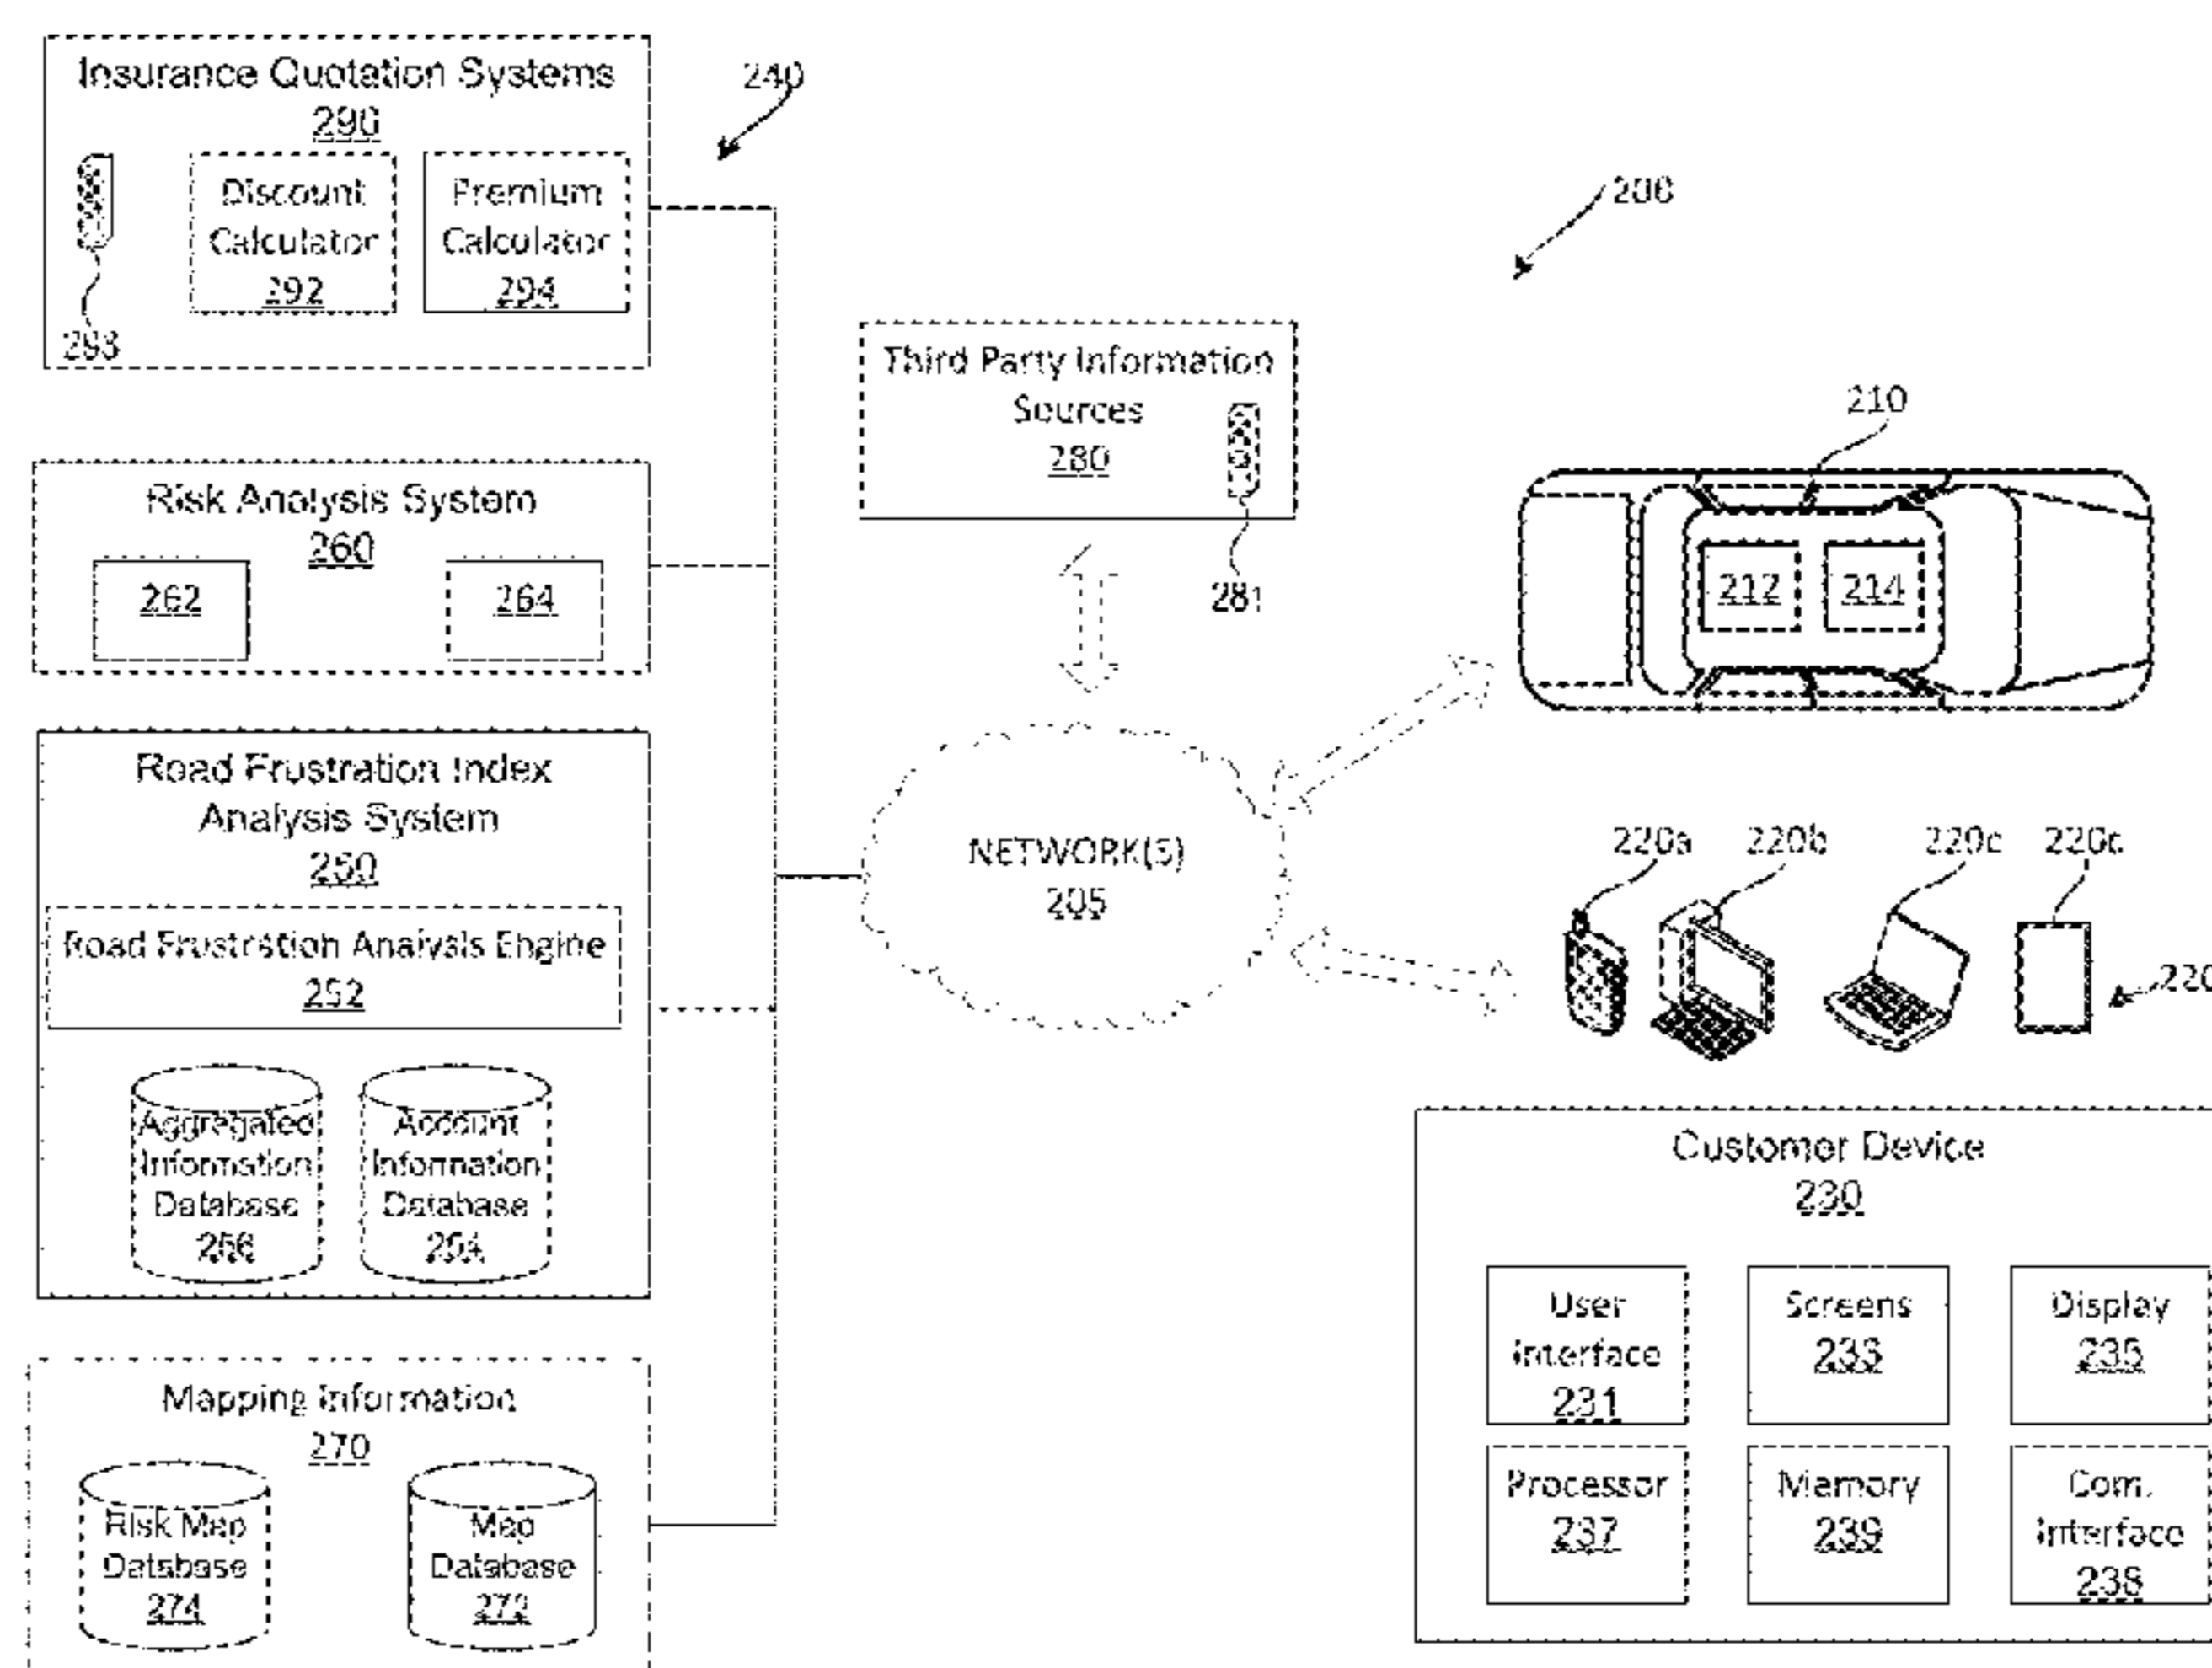 Insurance Quotation Systems
290
Discount
Calculator
292
Premium
Calculator
294
293
240
200
Third Party Information
Sources
280
281
210
212
214
Risk Analysis System
260
262
264
Road Frustration Index
Analysis System
250
Road Frustration Analysis Engine
252
Aggregated
Information
Database
256
Account
Information
Database
254
NETWORK(S)
205
220a
220b
220c
220
Mapping Information
270
Risk Map
Database
274
Map
Database
272
Customer Device
230
User
Interface
231
Screens
233
Display
235
Processor
237
Memory
239
Com.
Interface
238